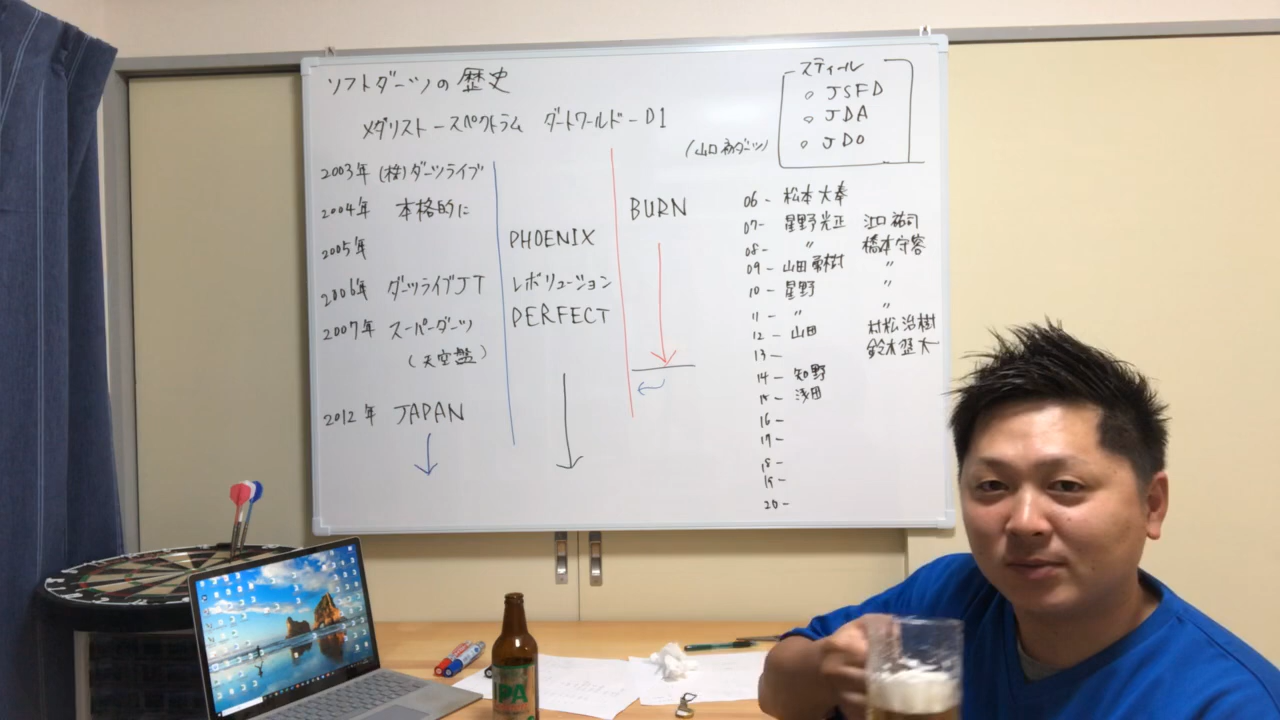 ソフトダーツの歴史
メダリスト－スペクトラム ダートワールド－D1
スティール
○ JSFD
○ JDA
○ JDO
(山口初ダーツ)
2003年 (株)ダーツライブ
2004年 本格的に
2005年
2006年 ダーツライブJT
2007年 スーパーダーツ
(天空盤)
2012年 JAPAN
PHOENIX
レボリューション
PERFECT
BURN
06－ 松本大奉
07－ 星野光正 江口祐司
08－ 〃 橋本守容
09－ 山田勇樹 〃
10－ 星野 〃
11－ 〃 〃
12－ 山田 村松治樹
13－ 鈴木
14－ 知野
15－ 浅田
16－
17－
18－
19－
20－
IPA